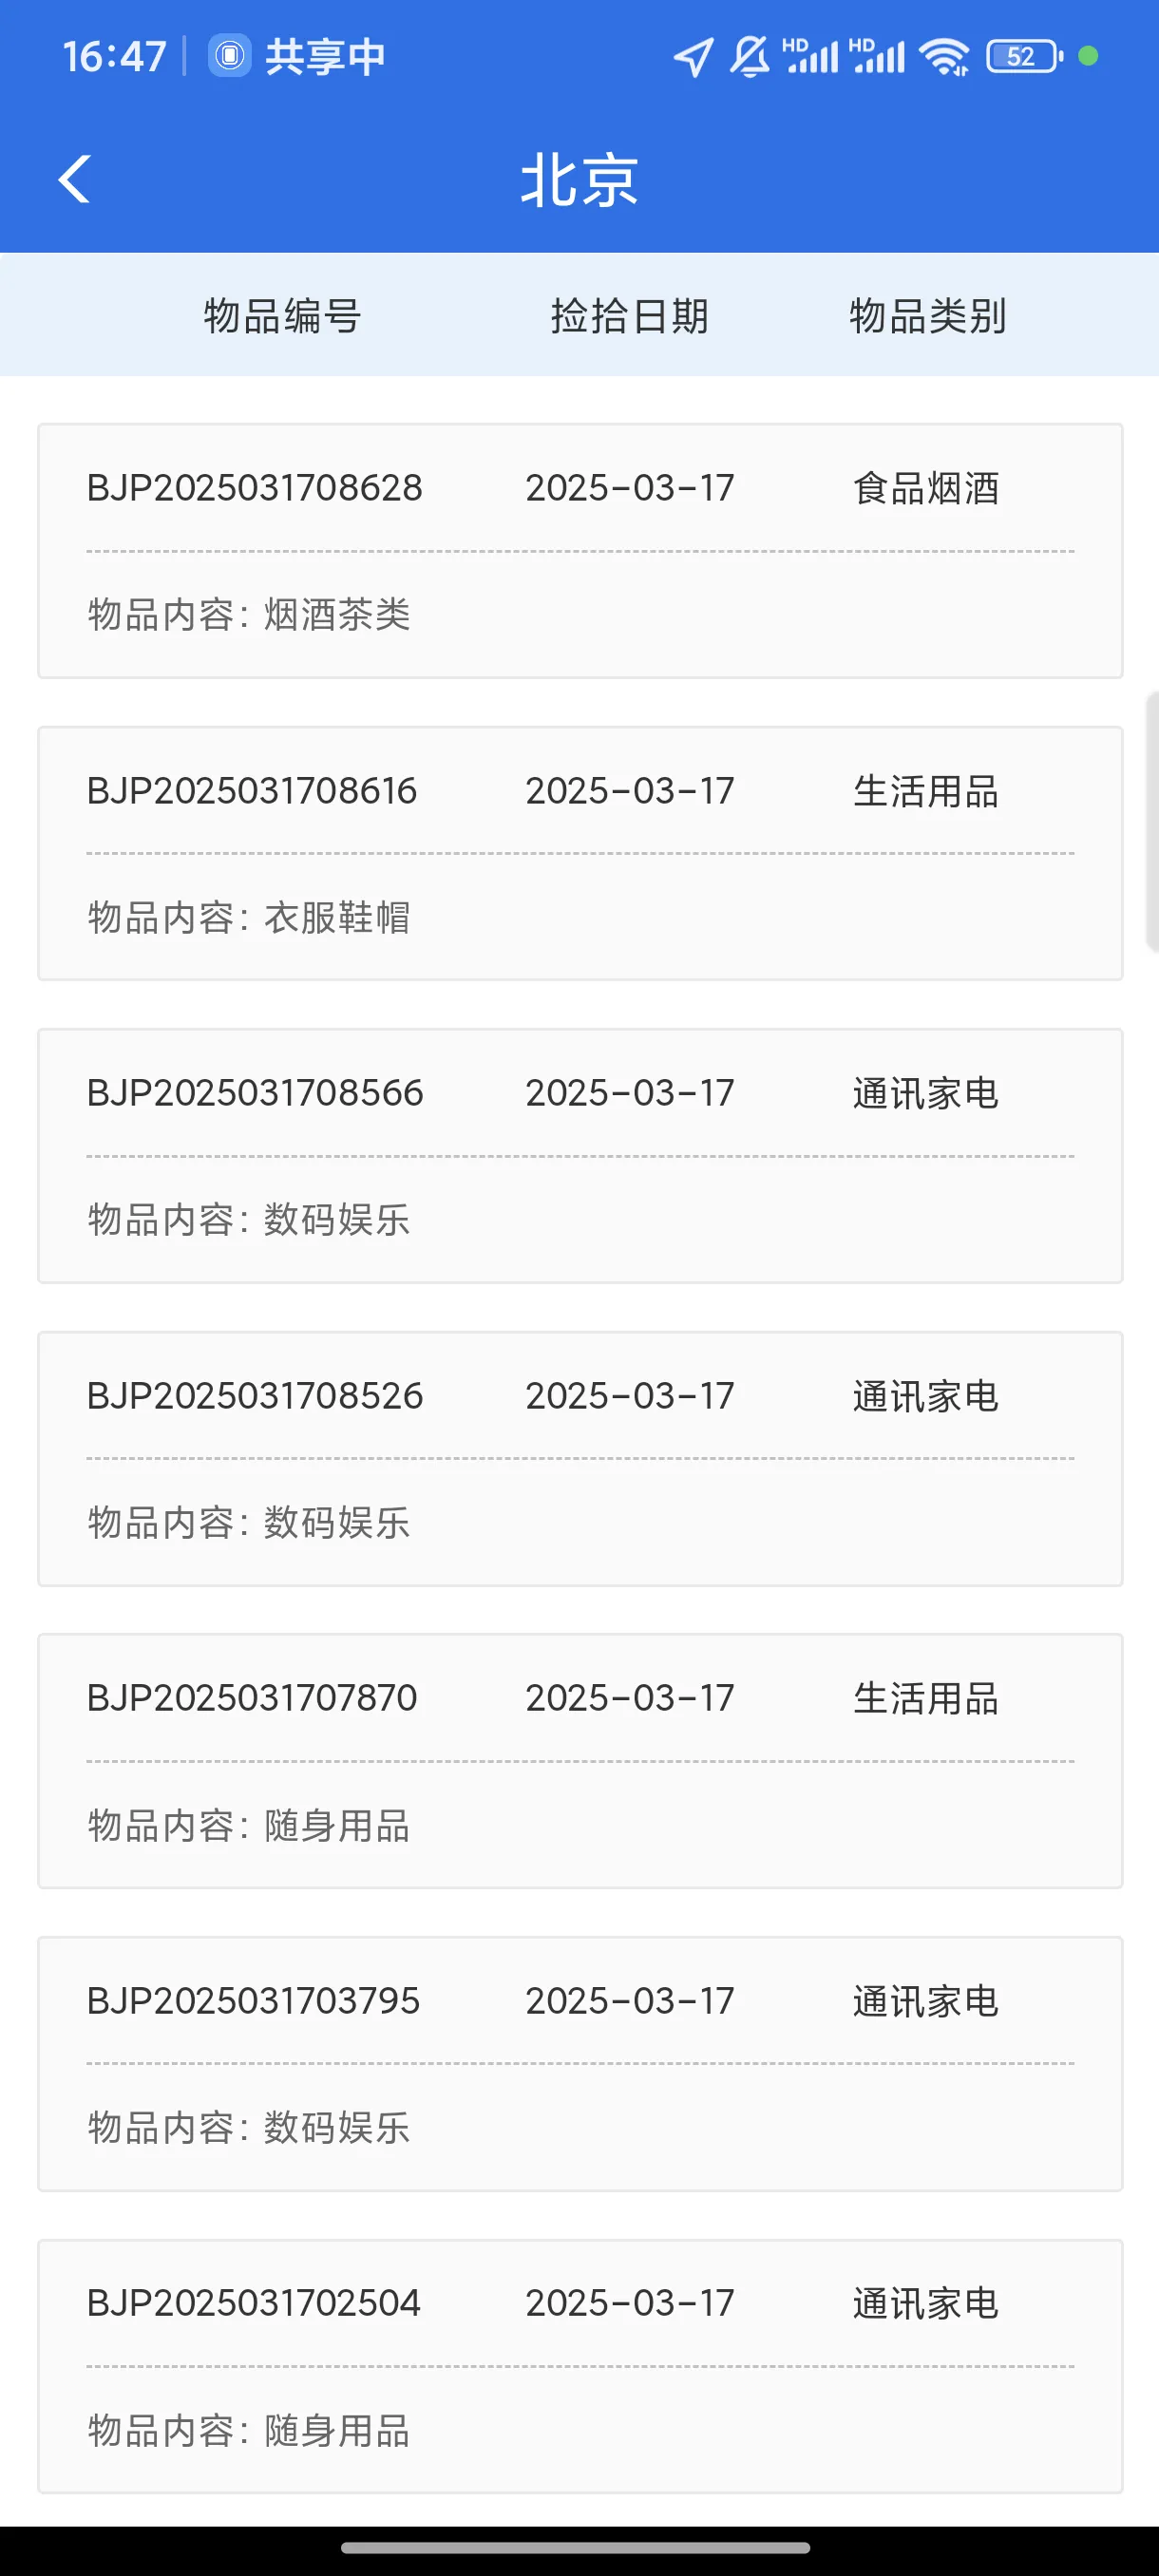 16:47 共享中 HD HD 52
北京
物品编号 捡拾日期 物品类别
BJP2025031708628 2025-03-17 食品烟酒
物品内容: 烟酒茶类
BJP2025031708616 2025-03-17 生活用品
物品内容: 衣服鞋帽
BJP2025031708566 2025-03-17 通讯家电
物品内容: 数码娱乐
BJP2025031708526 2025-03-17 通讯家电
物品内容: 数码娱乐
BJP2025031707870 2025-03-17 生活用品
物品内容: 随身用品
BJP2025031703795 2025-03-17 通讯家电
物品内容: 数码娱乐
BJP2025031702504 2025-03-17 通讯家电
物品内容: 随身用品